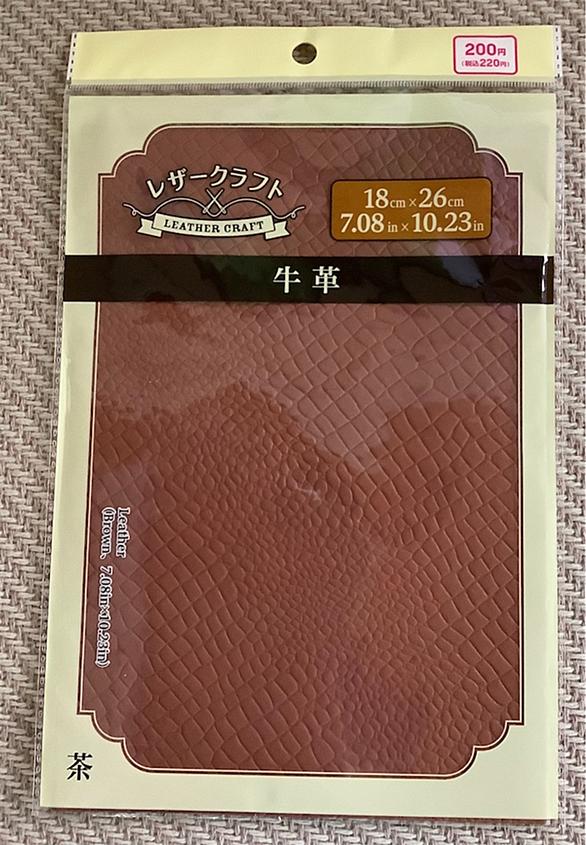 200円
(税込220円)
レザークラフト
LEATHER CRAFT
18cm×26cm
7.08in×10.23in
牛革
Leather
(Brown、7.08in×10.23in)
茶